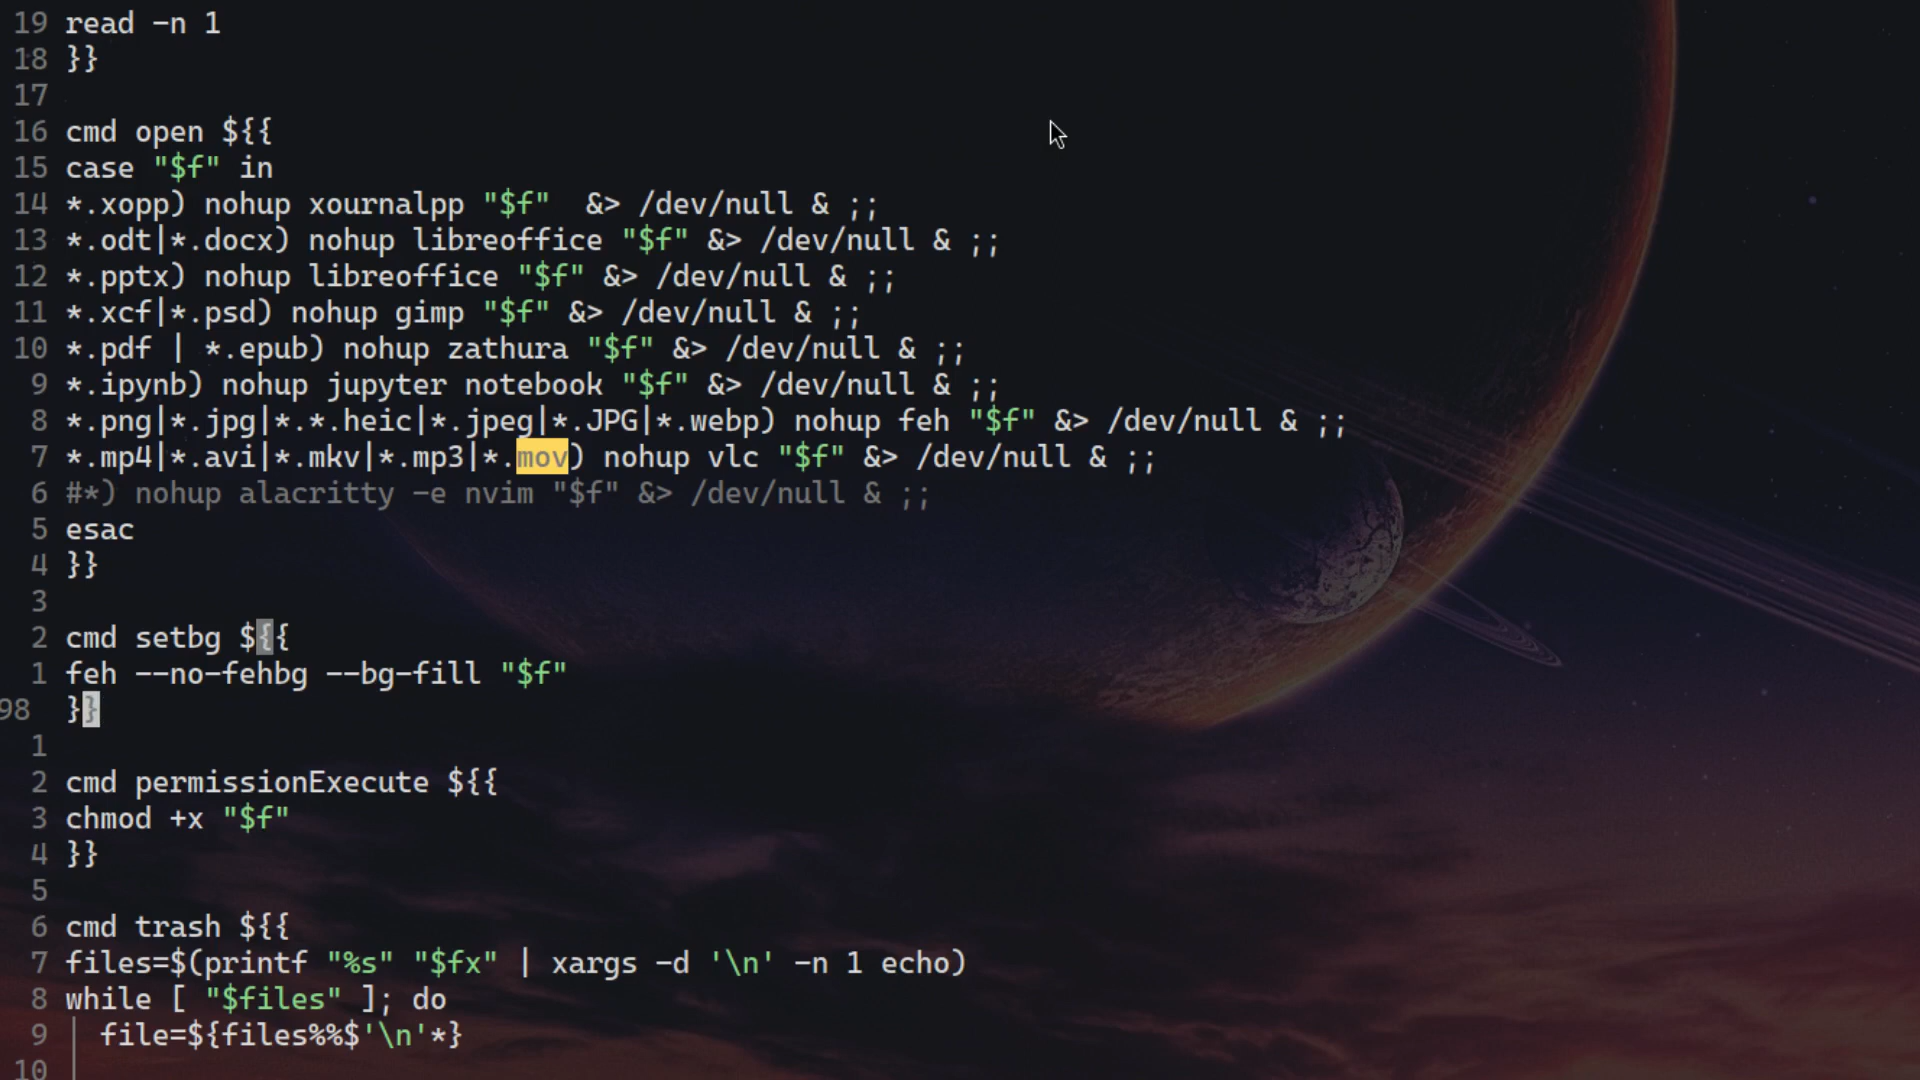 19 read -n 1
18 }}
17
16 cmd open ${{
15 case "$f" in
14 *.xopp) nohup xournalpp "$f"  &> /dev/null & ;;
13 *.odt|*.docx) nohup libreoffice "$f" &> /dev/null & ;;
12 *.pptx) nohup libreoffice "$f" &> /dev/null & ;;
11 *.xcf|*.psd) nohup gimp "$f" &> /dev/null & ;;
10 *.pdf | *.epub) nohup zathura "$f" &> /dev/null & ;;
9 *.ipynb) nohup jupyter notebook "$f" &> /dev/null & ;;
8 *.png|*.jpg|*.*.heic|*.jpeg|*.JPG|*.webp) nohup feh "$f" &> /dev/null & ;;
7 *.mp4|*.avi|*.mkv|*.mp3|*.mov) nohup vlc "$f" &> /dev/null & ;;
6 #*) nohup alacritty -e nvim "$f" &> /dev/null & ;;
5 esac
4 }}
3
2 cmd setbg ${{
1 feh --no-fehbg --bg-fill "$f"
98 }}
1
2 cmd permissionExecute ${{
3 chmod +x "$f"
4 }}
5
6 cmd trash ${{
7 files=$(printf "%s" "$fx" | xargs -d '\n' -n 1 echo)
8 while [ "$files" ]; do
9   file=${files%%$'\n'*}
10